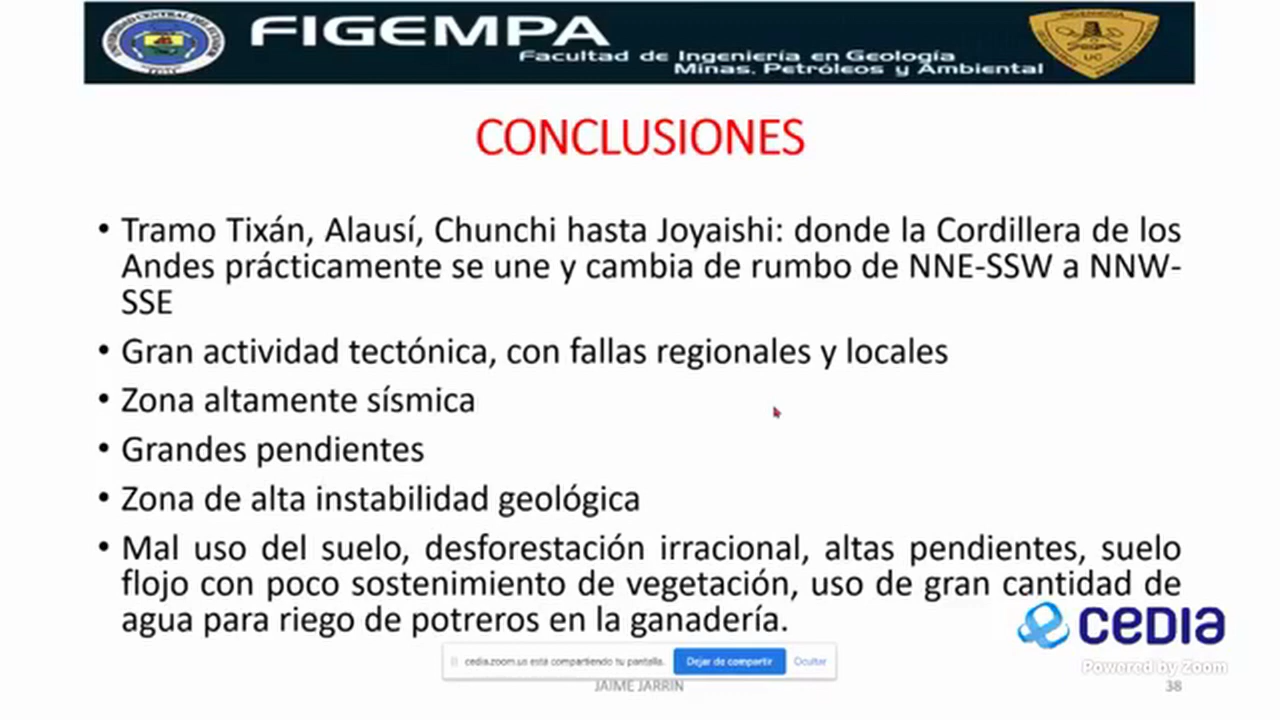 FIGEMPA
Facultad de Ingeniería en Geología
Minas, Petróleos y Ambiental
CONCLUSIONES
• Tramo Tixán, Alausí, Chunchi hasta Joyaishi: donde la Cordillera de los
Andes prácticamente se une y cambia de rumbo de NNE-SSW a NNW-
SSE
• Gran actividad tectónica, con fallas regionales y locales
• Zona altamente sísmica
• Grandes pendientes
• Zona de alta instabilidad geológica
• Mal uso del suelo, desforestación irracional, altas pendientes, suelo
flojo con poco sostenimiento de vegetación, uso de gran cantidad de
agua para riego de potreros en la ganadería.
cedia
Powered by Zoom
cedia.zoom.us está compartiendo tu pantalla. Dejar de compartir Ocultar
JAIME JARRIN 38